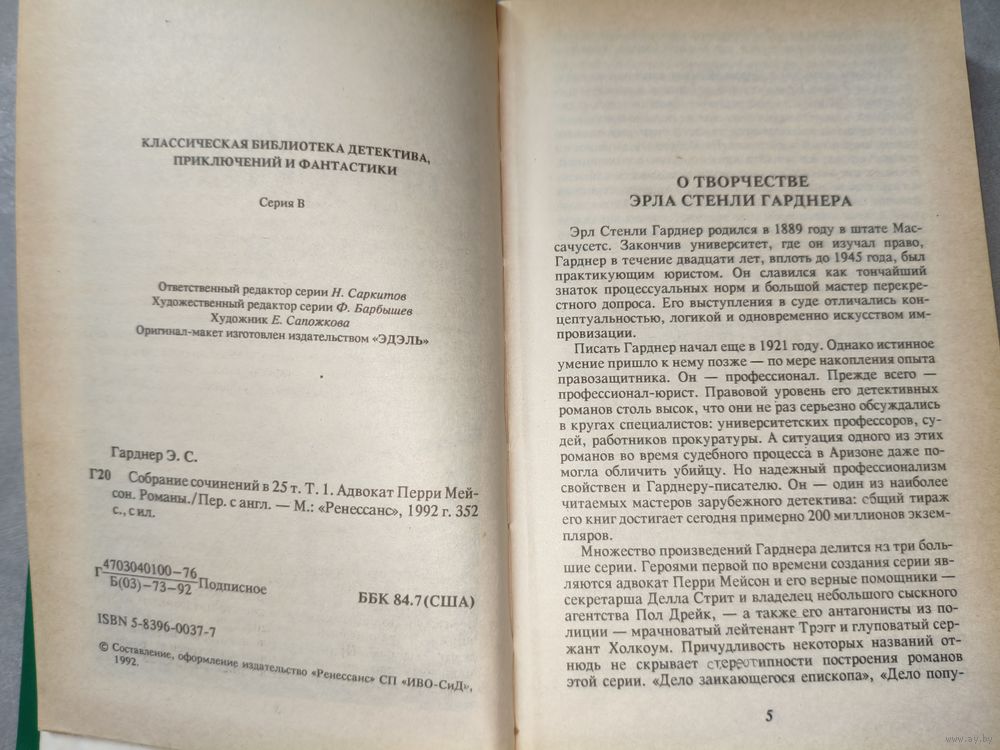 КЛАССИЧЕСКАЯ БИБЛИОТЕКА ДЕТЕКТИВА,
ПРИКЛЮЧЕНИЙ И ФАНТАСТИКИ
Серия В
Ответственный редактор серии Н. Саркитов
Художественный редактор серии Ф. Барбышев
Художник Е. Сапожкова
Оригинал-макет изготовлен издательством «ЭДЭЛЬ»
Гарднер Э. С.
Г20 Собрание сочинений в 25 т. Т. 1. Адвокат Перри Мей-
сон. Романы./Пер. с англ. — М.: «Ренессанс», 1992 г. 352
с., с ил.
Г 4703040100–76
Б(03)–73–92 Подписное
ББК 84.7(США)
ISBN 5-8396-0037-7
© Составление, оформление издательство «Ренессанс» СП «ИВО-СиД»,
1992.
О ТВОРЧЕСТВЕ
ЭРЛА СТЕНЛИ ГАРДНЕРА
Эрл Стенли Гарднер родился в 1889 году в штате Мас-
сачусетс. Закончив университет, где он изучал право,
Гарднер в течение двадцати лет, вплоть до 1945 года, был
практикующим юристом. Он славился как тончайший
знаток процессуальных норм и большой мастер перекре-
стного допроса. Его выступления в суде отличались кон-
цептуальностью, логикой и одновременно искусством им-
провизации.
Писать Гарднер начал еще в 1921 году. Однако истинное
умение пришло к нему позже — по мере накопления опыта
правозащитника. Он — профессионал. Прежде всего —
профессионал-юрист. Правовой уровень его детективных
романов столь высок, что они не раз серьезно обсуждались
в кругах специалистов: университетских профессоров, су-
дей, работников прокуратуры. А ситуация одного из этих
романов во время судебного процесса в Аризоне даже по-
могла обличить убийцу. Но надежный профессионализм
свойствен и Гарднеру-писателю. Он — один из наиболее
читаемых мастеров зарубежного детектива: общий тираж
его книг достигает сегодня примерно 200 миллионов экзем-
пляров.
Множество произведений Гарднера делится на три боль-
шие серии. Героями первой по времени создания серии яв-
ляются адвокат Перри Мейсон и его верные помощники —
секретарша Делла Стрит и владелец небольшого сыскного
агентства Пол Дрейк, — а также его антагонисты из по-
лиции — мрачноватый лейтенант Трэгг и глуповатый сер-
жант Холкоум. Причудливость некоторых названий от-
нюдь не скрывает стереотипности построения романов
этой серии. «Дело заикающегося епископа», «Дело попу-
5
www.ay.by